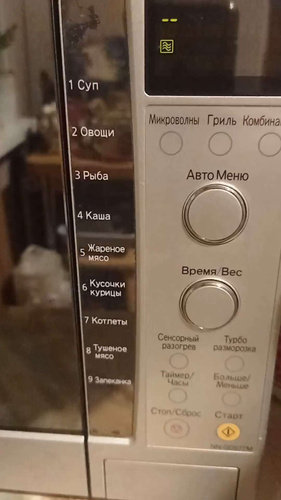 --
1 Суп
2 Овощи
3 Рыба
4 Каша
5 Жареное
мясо
6 Кусочки
курицы
7 Котлеты
8 Тушеное
мясо
9 Запеканка
Микроволны Гриль Комбина
Авто Меню
Время/Вес
Сенсорный
разогрев
Турбо
разморозка
Таймер/
Часы
Больше/
Меньше
Стоп/Сброс
Старт